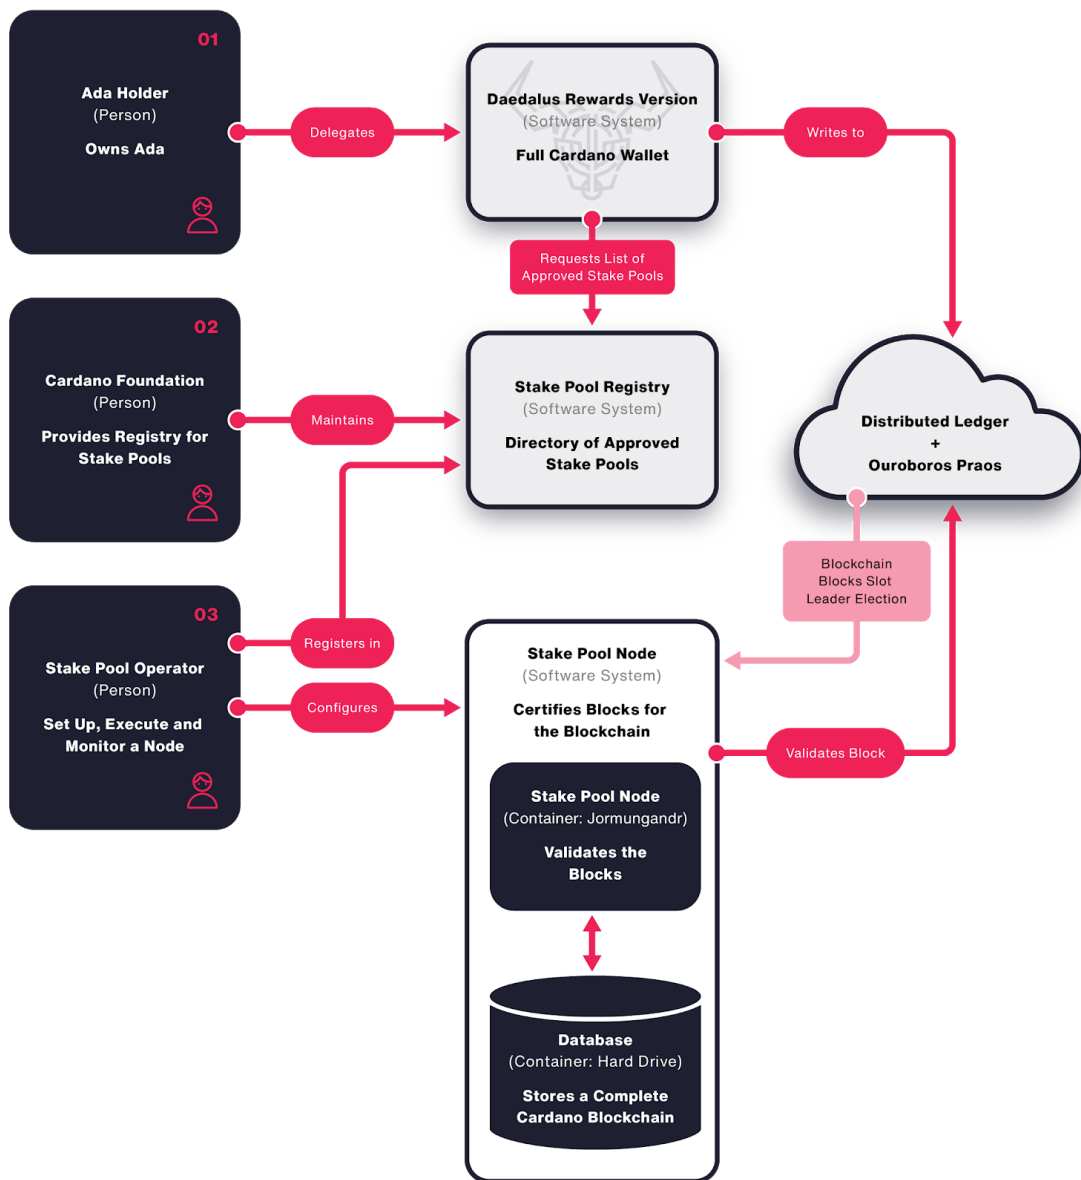 01
Ada Holder
(Person)
Owns Ada
Delegates
Daedalus Rewards Version
(Software System)
Full Cardano Wallet
Writes to
Requests List of
Approved Stake Pools
02
Cardano Foundation
(Person)
Provides Registry for
Stake Pools
Maintains
Stake Pool Registry
(Software System)
Directory of Approved
Stake Pools
Distributed Ledger
+
Ouroboros Praos
Blockchain
Blocks Slot
Leader Election
03
Stake Pool Operator
(Person)
Set Up, Execute and
Monitor a Node
Registers in
Configures
Stake Pool Node
(Software System)
Certifies Blocks for
the Blockchain
Validates Block
Stake Pool Node
(Container: Jormungandr)
Validates the
Blocks
Database
(Container: Hard Drive)
Stores a Complete
Cardano Blockchain